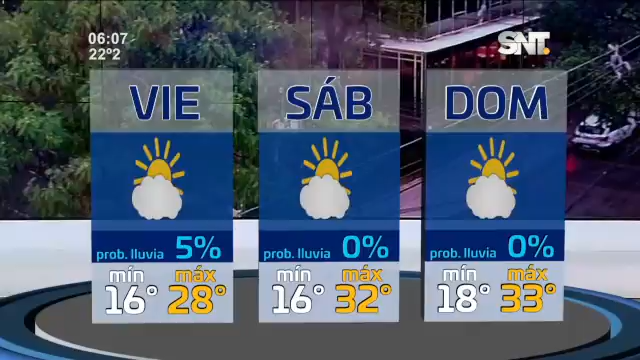 06:07
22°2
SNT.
VIE
SÁB
DOM
prob. lluvia 5%
prob. lluvia 0%
prob. lluvia 0%
mín máx
16° 28°
mín máx
16° 32°
mín máx
18° 33°